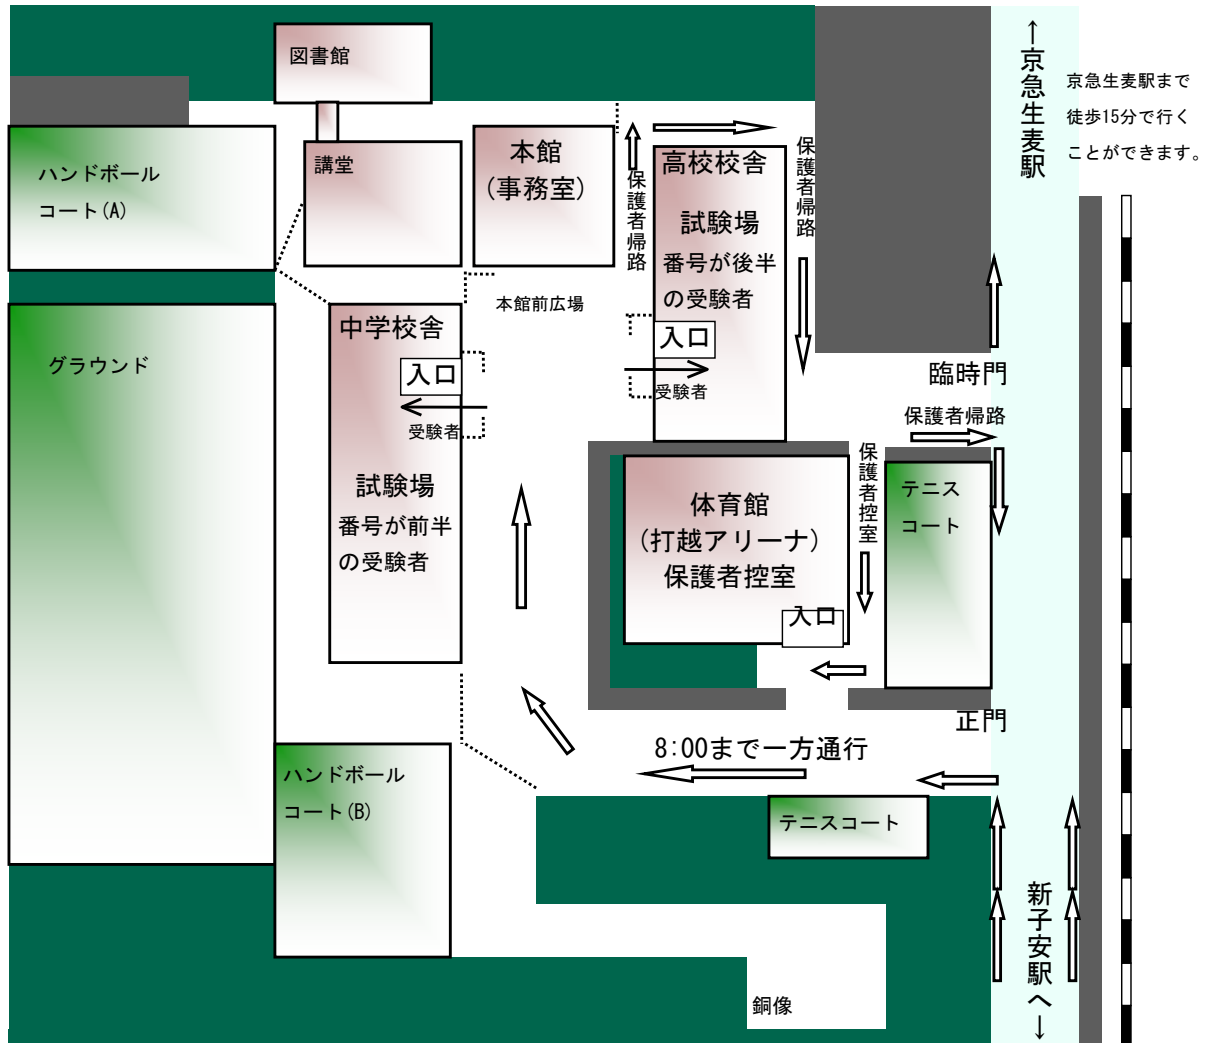 図書館
↑京急生麦駅
京急生麦駅まで
徒歩15分で行く
ことができます。
ハンドボール
コート(A)
講堂
本館
(事務室)
保護者帰路
高校校舎
試験場
番号が後半
の受験者
入口
受験者
保護者帰路
本館前広場
グラウンド
中学校舎
入口
受験者
試験場
番号が前半
の受験者
臨時門
保護者帰路
保護者控室
テニス
コート
体育館
(打越アリーナ)
保護者控室
入口
正門
8:00まで一方通行
ハンドボール
コート(B)
テニスコート
新子安駅へ↓
銅像